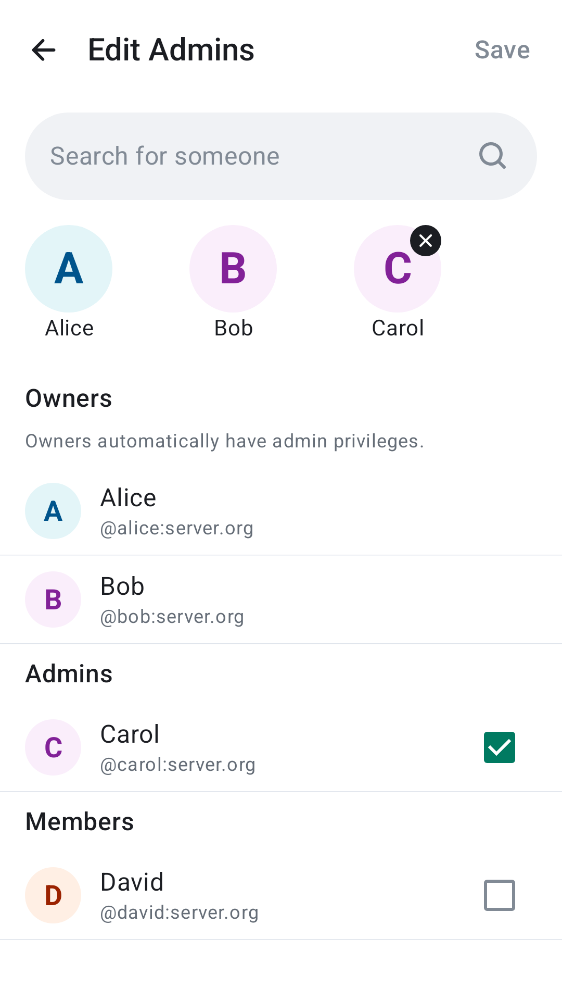 Edit Admins
Save
Search for someone
A
B
C
Alice
Bob
Carol
Owners
Owners automatically have admin privileges.
A
Alice
@alice:server.org
B
Bob
@bob:server.org
Admins
C
Carol
@carol:server.org
Members
D
David
@david:server.org